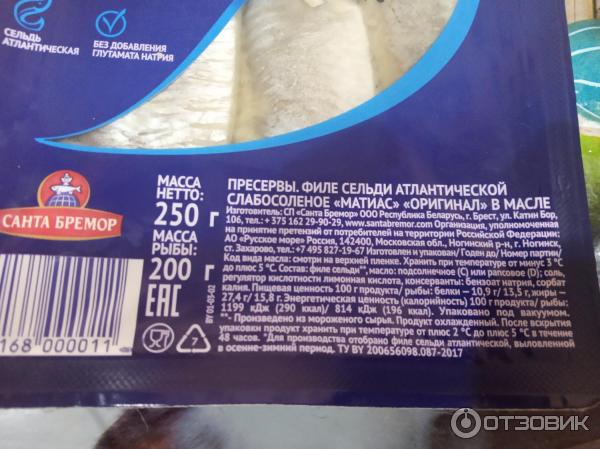 СЕЛЬДЬ
АТЛАНТИЧЕСКАЯ
БЕЗ ДОБАВЛЕНИЯ
ГЛУТАМАТА НАТРИЯ
САНТА БРЕМОР
МАССА
НЕТТО:
250 г
МАССА
РЫБЫ:
200 г
EAC
BY 01-03-02
7
168 000011
ПРЕСЕРВЫ. ФИЛЕ СЕЛЬДИ АТЛАНТИЧЕСКОЙ
СЛАБОСОЛЕНОЕ «МАТИАС» «ОРИГИНАЛ» В МАСЛЕ
Изготовитель: СП «Санта Бремор» ООО Республика Беларусь, г. Брест, ул. Катин Бор,
106, тел.: + 375 162 29-90-29, www.santabremor.com Организация, уполномоченная
на принятие претензий от потребителей на территории Российской Федерации:
АО «Русское море» Россия, 142400, Московская обл., Ногинский р-н, г. Ногинск,
ст. Захарово, тел.:+7 495 827-19-67 Изготовлен и упакован/ Годен до/ Номер партии/
Код вида масла: смотри на верхней пленке. Хранить при температуре от минус 3 °C
до плюс 5 °C. Состав: филе сельди**, масло: подсолнечное (С) или рапсовое (D); соль,
регулятор кислотности лимонная кислота, консерванты: бензоат натрия, сорбат
калия. Пищевая ценность 100 г продукта/ рыбы: белки – 10,9 г/ 13,5 г, жиры –
27,4 г/ 15,8 г. Энергетическая ценность (калорийность) 100 г продукта/ рыбы:
1199 кДж (290 ккал)/ 814 кДж (196 ккал). Упаковано под вакуумом.
** - Произведено из мороженого сырья. Продукт охлажденный. После вскрытия
упаковки продукт хранить при температуре от плюс 2 °C до плюс 5 °C в течение
48 часов. *Для производства отобрано филе сельди атлантической, выловленной
в осенне-зимний период. ТУ BY 200656098.087-2017
ОТЗОВИК